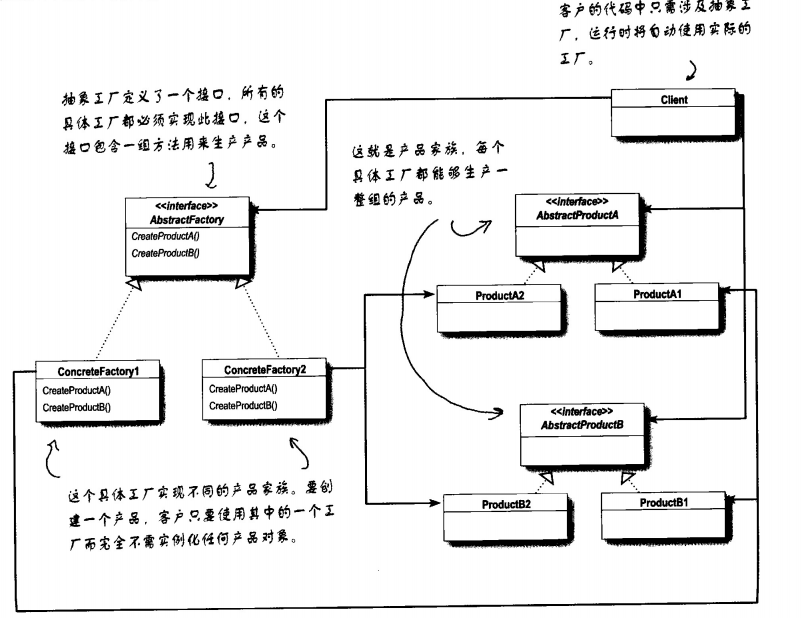 客户的代码中只需涉及抽象工
厂，运行时将自动使用实际的
工厂。
抽象工厂定义了一个接口，所有的
具体工厂都必须实现此接口，这个
接口包含一组方法用来生产产品。
Client
这就是产品家族，每个
具体工厂都能够生产一
整组的产品。
<<interface>>
AbstractFactory
CreateProductA()
CreateProductB()
<<interface>>
AbstractProductA
ProductA2
ProductA1
ConcreteFactory1
CreateProductA()
CreateProductB()
ConcreteFactory2
CreateProductA()
CreateProductB()
<<interface>>
AbstractProductB
ProductB2
ProductB1
这个具体工厂实现不同的产品家族。要创
建一个产品，客户只要使用其中的一个工
厂而完全不需实例化任何产品对象。